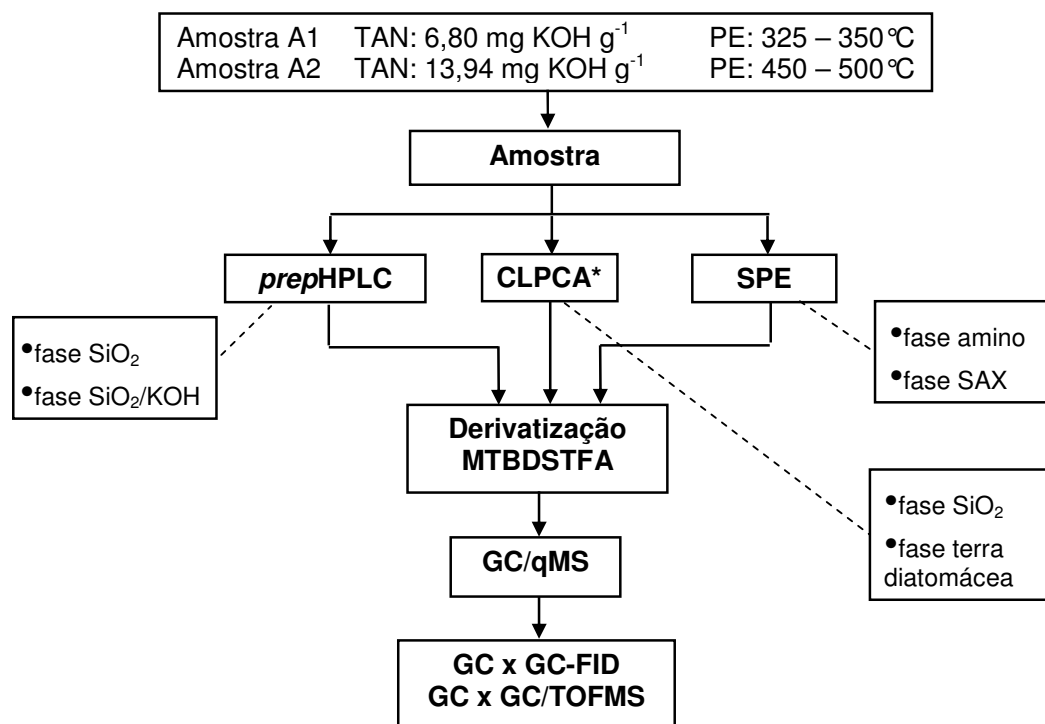 Amostra A1 TAN: 6,80 mg KOH g⁻¹ PE: 325 – 350°C
Amostra A2 TAN: 13,94 mg KOH g⁻¹ PE: 450 – 500°C
Amostra
prepHPLC
CLPCA*
SPE
•fase SiO₂
•fase SiO₂/KOH
•fase amino
•fase SAX
Derivatização
MTBDSTFA
•fase SiO₂
•fase terra
diatomácea
GC/qMS
GC x GC-FID
GC x GC/TOFMS